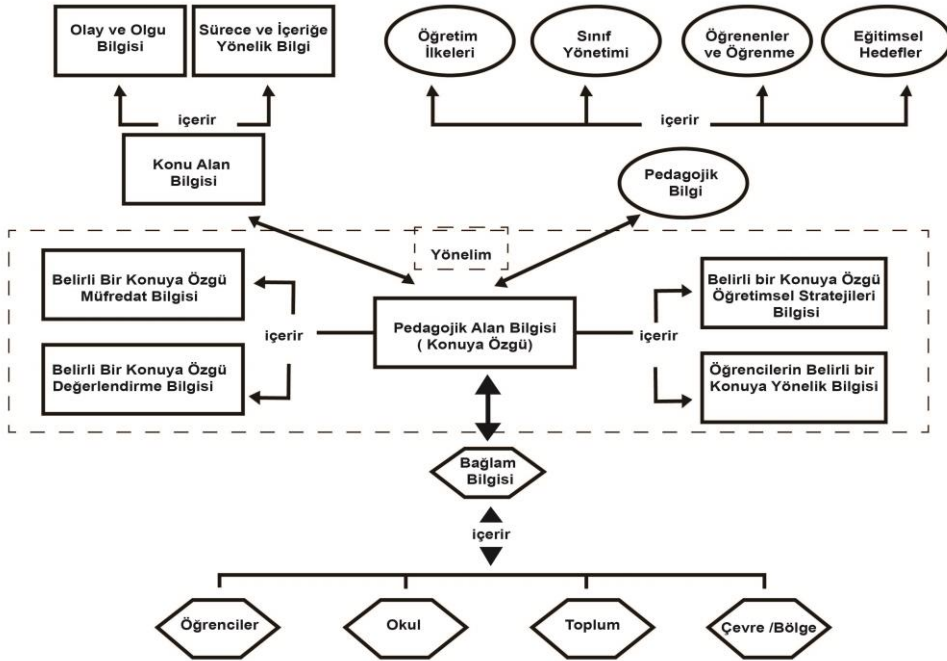 Olay ve Olgu
Bilgisi
Sürece ve İçeriğe
Yönelik Bilgi
Öğretim
İlkeleri
Sınıf
Yönetimi
Öğrenenler
ve Öğrenme
Eğitimsel
Hedefler
içerir
içerir
Konu Alan
Bilgisi
Pedagojik
Bilgi
Yönelim
Belirli Bir Konuya Özgü
Müfredat Bilgisi
Belirli bir Konuya Özgü
Öğretimsel Stratejileri
Bilgisi
içerir
Pedagojik Alan Bilgisi
( Konuya Özgü)
içerir
Belirli Bir Konuya Özgü
Değerlendirme Bilgisi
Öğrencilerin Belirli bir
Konuya Yönelik Bilgisi
Bağlam
Bilgisi
içerir
Öğrenciler
Okul
Toplum
Çevre /Bölge